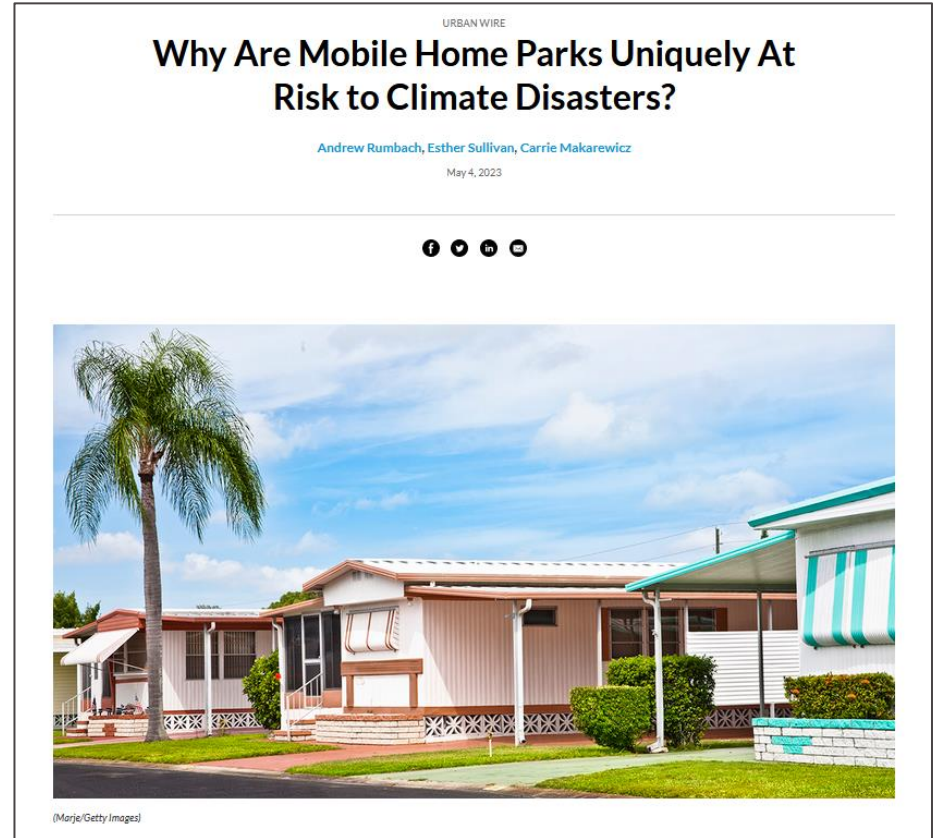 URBAN WIRE
Why Are Mobile Home Parks Uniquely At
Risk to Climate Disasters?
Andrew Rumbach, Esther Sullivan, Carrie Makarewicz
May 4, 2023
f in
(Marje/Getty Images)